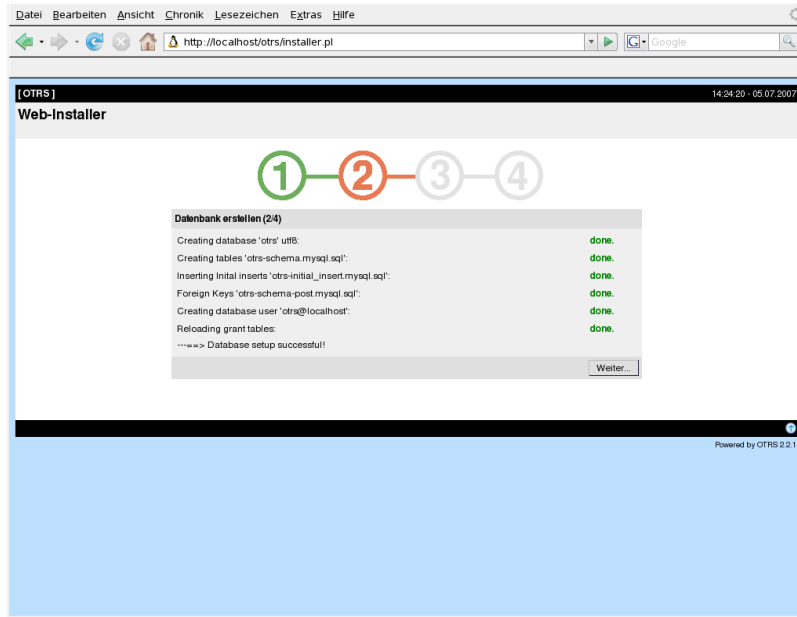 Datei Bearbeiten Ansicht Chronik Lesezeichen Extras Hilfe
http://localhost/otrs/installer.pl
G Google
[ OTRS ] 14:24:20 - 05.07.2007
Web-Installer
1 2 3 4
Datenbank erstellen (2/4)
Creating database 'otrs' utf8: done.
Creating tables 'otrs-schema.mysql.sql': done.
Inserting Inital inserts 'otrs-initial_insert.mysql.sql': done.
Foreign Keys 'otrs-schema-post.mysql.sql': done.
Creating database user 'otrs@localhost': done.
Reloading grant tables: done.
---==> Database setup successful!
Weiter...
Powered by OTRS 2.2.1